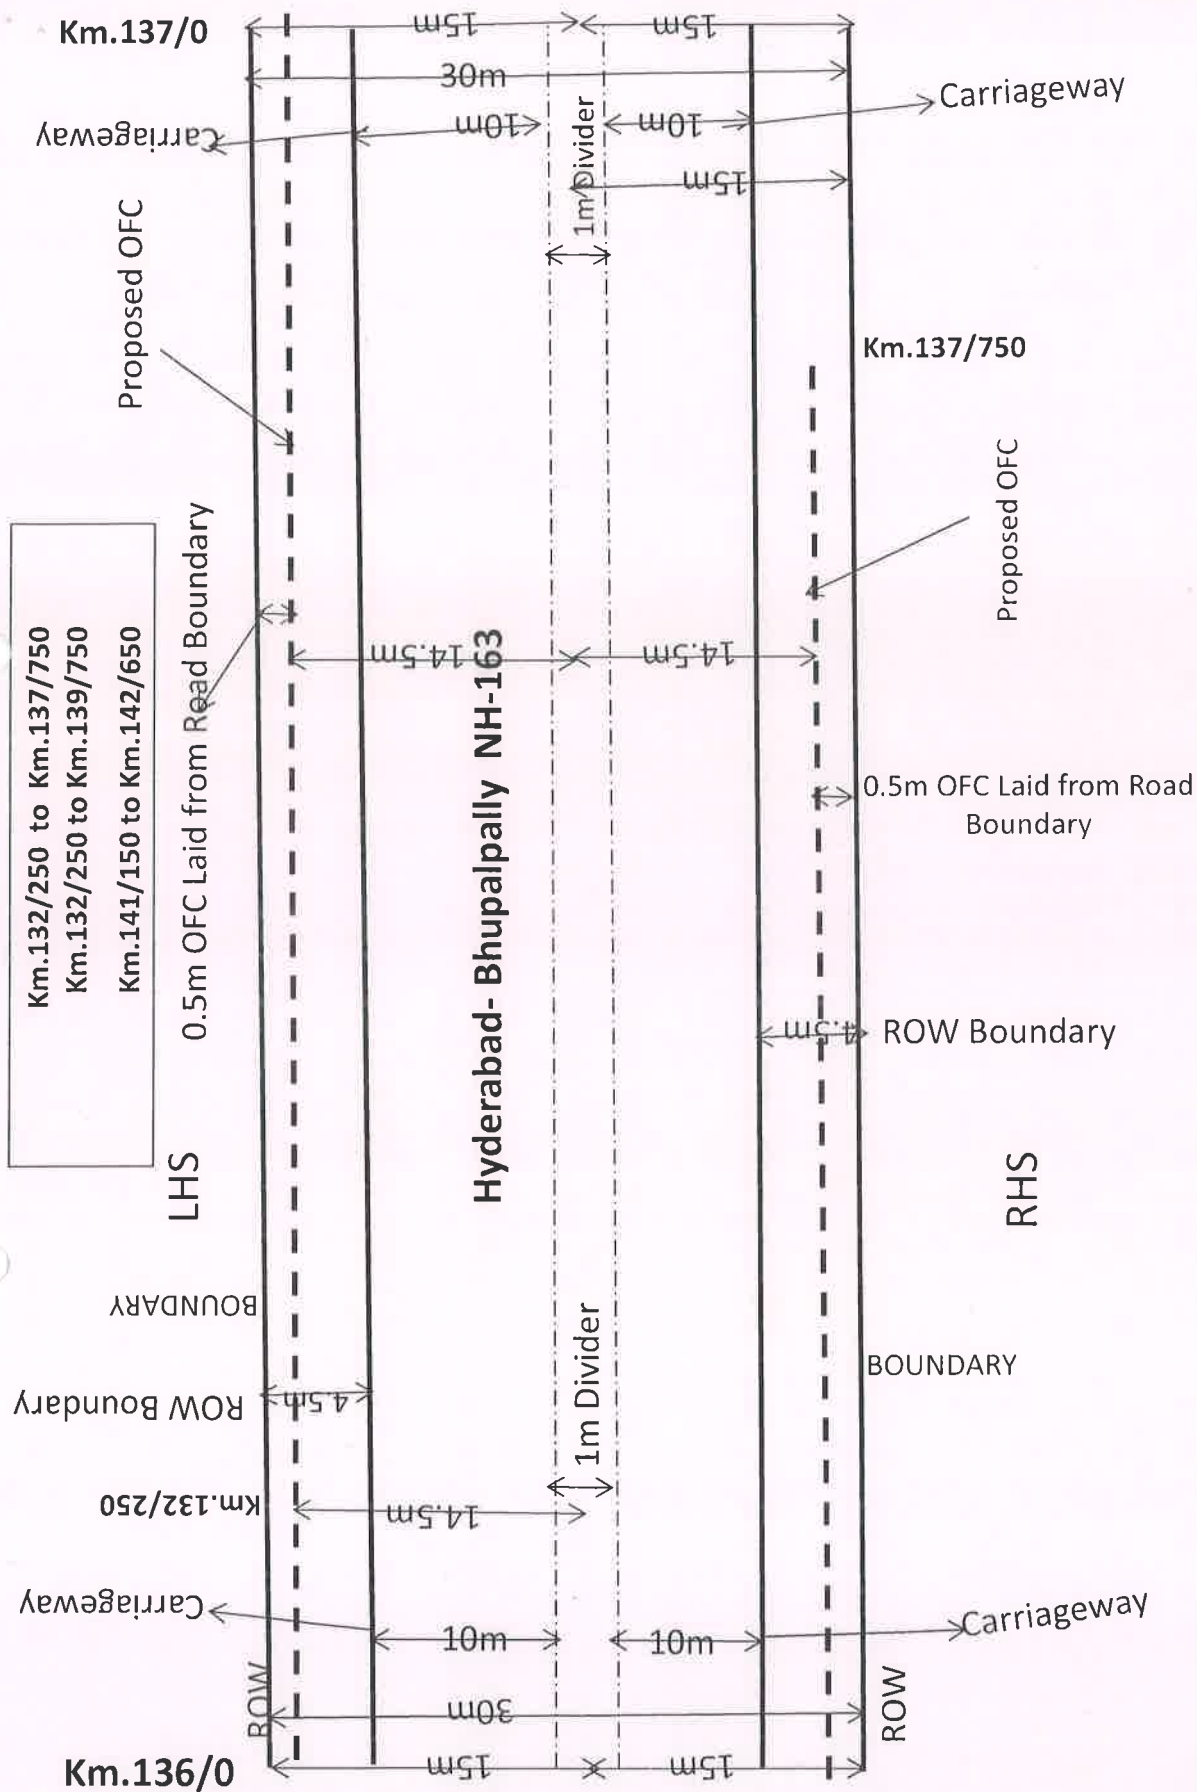 Km.137/0
15m
15m
30m
Carriageway
10m
10m
Carriageway
1m Divider
15m
Proposed OFC
Km.137/750
Km.132/250 to Km.137/750
Km.132/250 to Km.139/750
Km.141/150 to Km.142/650
0.5m OFC Laid from Road Boundary
Proposed OFC
14.5m
14.5m
Hyderabad- Bhupalpally NH-163
0.5m OFC Laid from Road
Boundary
4.5m
ROW Boundary
LHS
RHS
BOUNDARY
BOUNDARY
ROW Boundary
4.5m
1m Divider
Km.132/250
14.5m
Carriageway
10m
10m
Carriageway
ROW
30m
ROW
Km.136/0
15m
15m